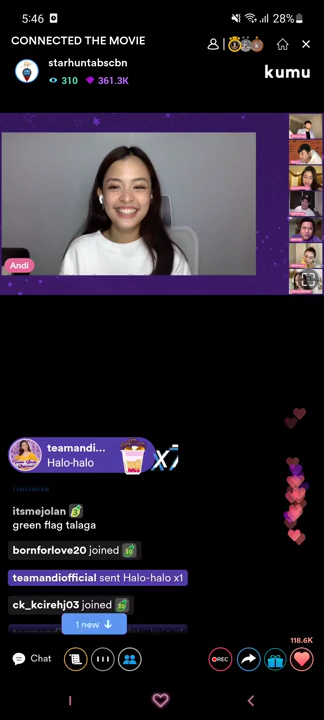 5:46
28%
CONNECTED THE MOVIE
starhuntabscbn
310
361.3K
kumu
Andi
teamandi...
Halo-halo
itsmejolan
green flag talaga
bornforlove20 joined
teamandiofficial sent Halo-halo x1
ck_kcirehj03 joined
1 new ↓
118.6K
Chat
REC